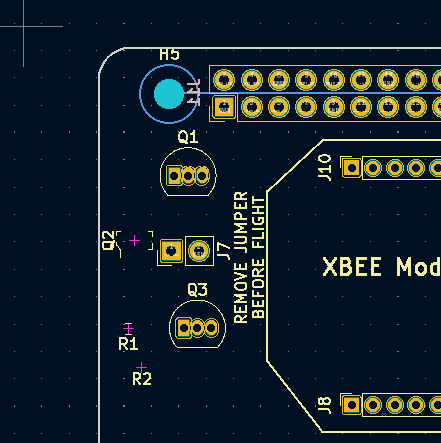 H5
Q1
J10
Q2
J7
REMOVE JUMPER
BEFORE FLIGHT
XBEE Mod
Q3
R1
R2
J8